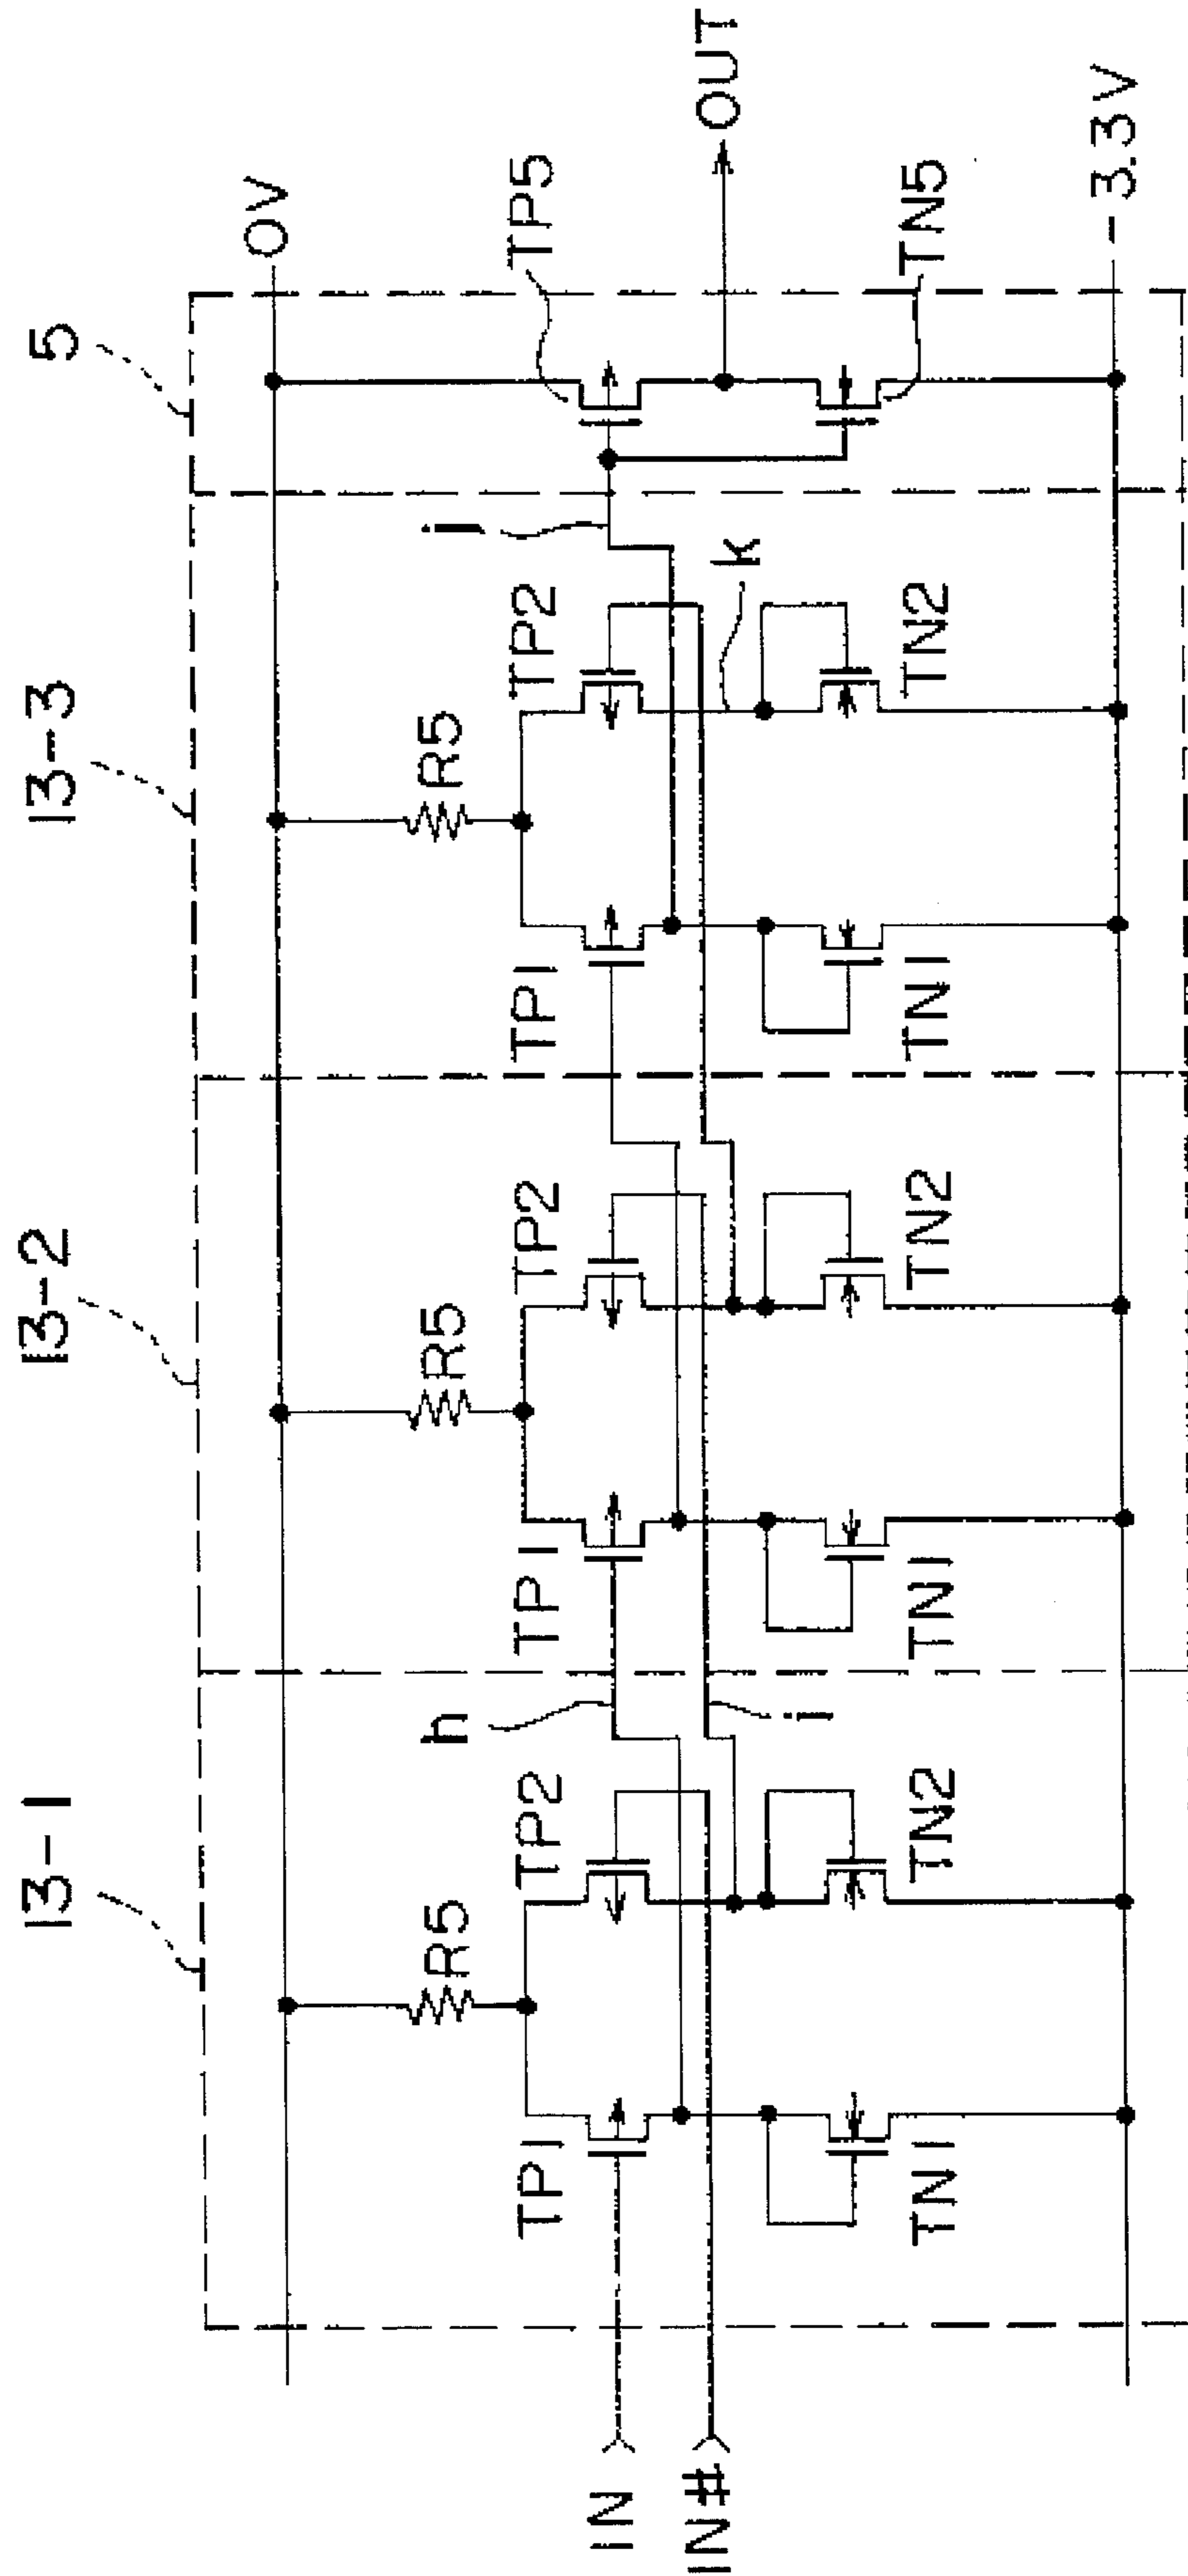 13-1 13-2 13-3 5
0V
R5 R5 R5
TP1 TP2 TP1 TP2 TP1 TP2 TP5
h j
IN
IN#
i k OUT
TN1 TN2 TN1 TN2 TN1 TN2 TN5
-3.3V